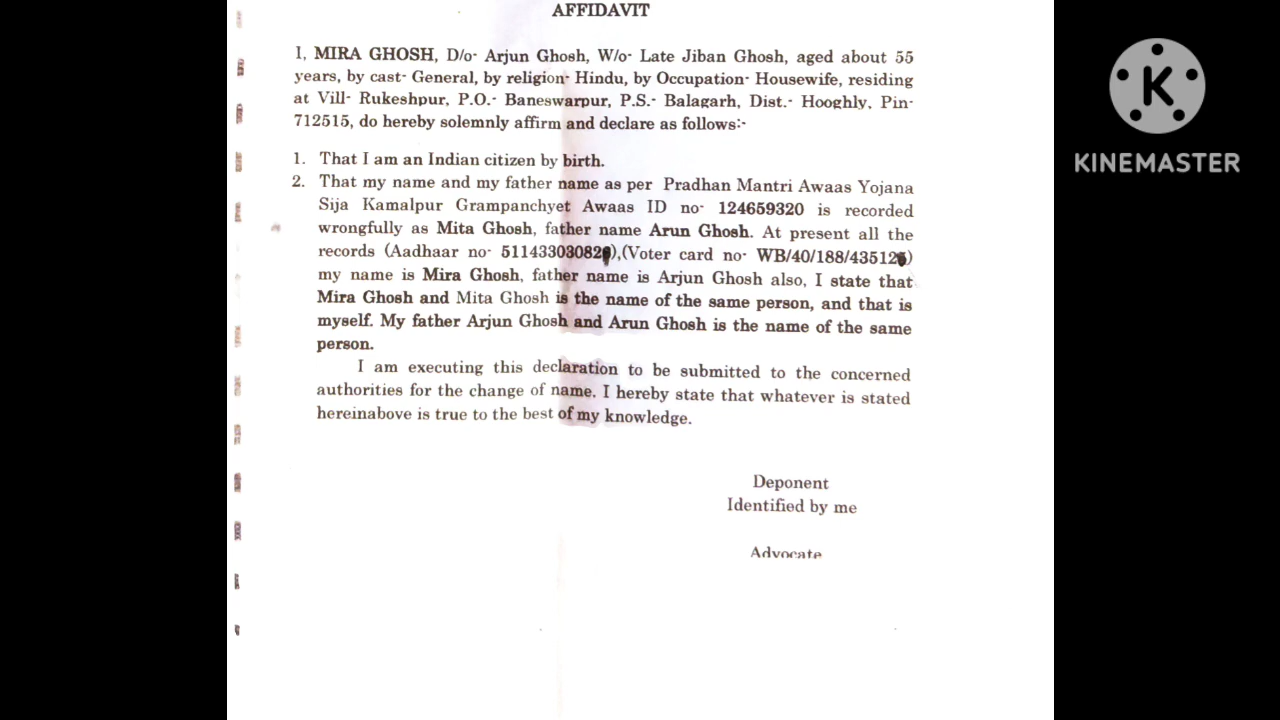 AFFIDAVIT
I, MIRA GHOSH, D/o- Arjun Ghosh, W/o- Late Jiban Ghosh, aged about 55
years, by cast- General, by religion- Hindu, by Occupation- Housewife, residing
at Vill- Rukeshpur, P.O.- Baneswarpur, P.S.- Balagarh, Dist.- Hooghly, Pin-
712515, do hereby solemnly affirm and declare as follows:-
1. That I am an Indian citizen by birth.
2. That my name and my father name as per Pradhan Mantri Awaas Yojana
Sija Kamalpur Grampanchyet Awaas ID no- 124659320 is recorded
wrongfully as Mita Ghosh, father name Arun Ghosh. At present all the
records (Aadhaar no- ),(Voter card no- )
my name is Mira Ghosh, father name is Arjun Ghosh also, I state that
Mira Ghosh and Mita Ghosh is the name of the same person, and that is
myself. My father Arjun Ghosh and Arun Ghosh is the name of the same
person.
I am executing this declaration to be submitted to the concerned
authorities for the change of name. I hereby state that whatever is stated
hereinabove is true to the best of my knowledge.
Deponent
Identified by me
Advocate
KINEMASTER